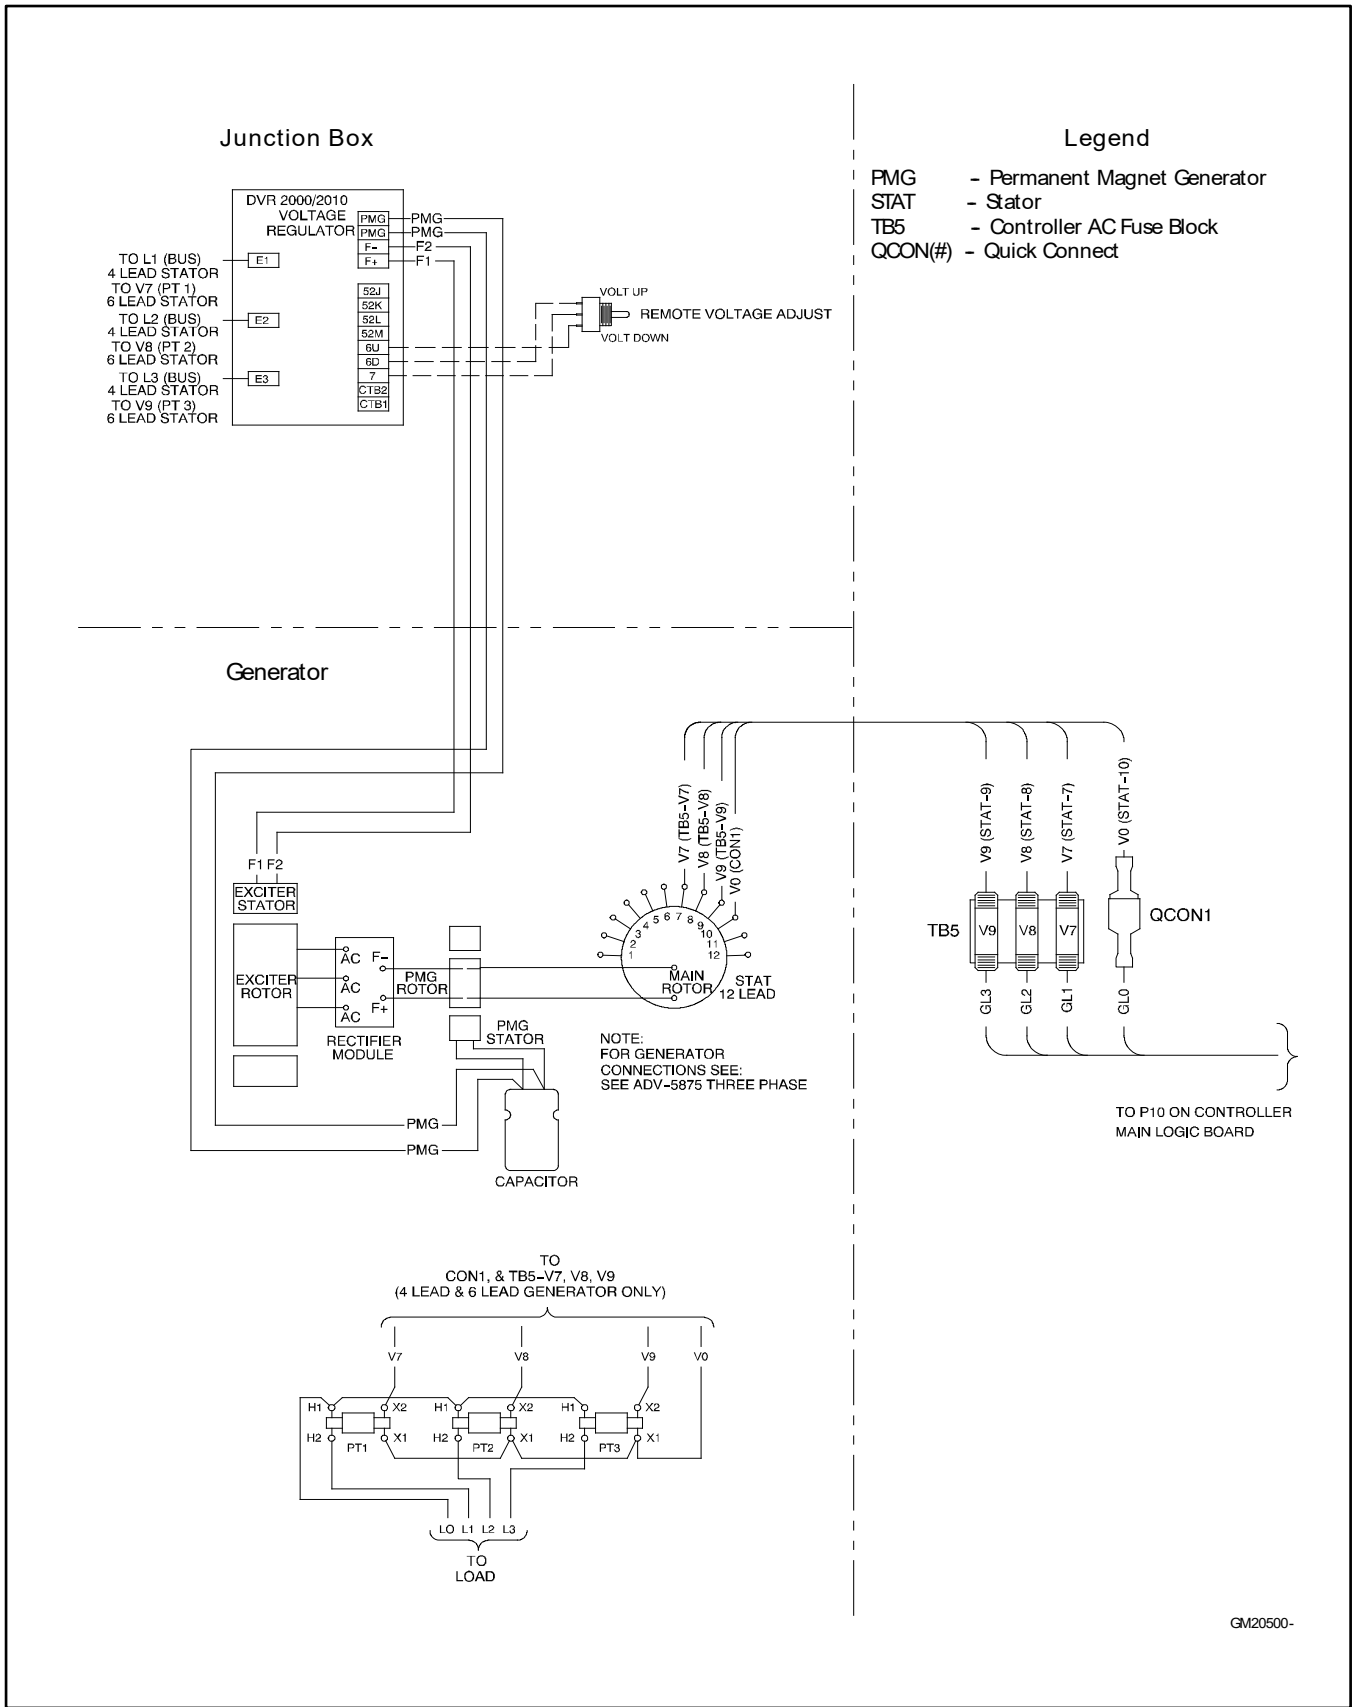 Junction Box
Legend
PMG - Permanent Magnet Generator
STAT - Stator
TB5 - Controller AC Fuse Block
QCON(#) - Quick Connect
DVR 2000/2010
VOLTAGE
REGULATOR
PMG
PMG
F-
F+
PMG
PMG
F2
F1
TO L1 (BUS)
4 LEAD STATOR
TO V7 (PT 1)
6 LEAD STATOR
TO L2 (BUS)
4 LEAD STATOR
TO V8 (PT 2)
6 LEAD STATOR
TO L3 (BUS)
4 LEAD STATOR
TO V9 (PT 3)
6 LEAD STATOR
E1
E2
E3
52J
52K
52L
52M
6U
6D
7
CTB2
CTB1
VOLT UP
REMOTE VOLTAGE ADJUST
VOLT DOWN
Generator
V7 (TB5-V7)
V8 (TB5-V8)
V9 (TB5-V9)
V0 (CON1)
V9 (STAT-9)
V8 (STAT-8)
V7 (STAT-7)
V0 (STAT-10)
F1 F2
EXCITER
STATOR
EXCITER
ROTOR
AC
AC
AC
F-
F+
RECTIFIER
MODULE
PMG
ROTOR
PMG
STATOR
1
2
3
4
5
6
7
8
9
10
11
12
MAIN
ROTOR
STAT
12 LEAD
TB5
V9
V8
V7
QCON1
GL3
GL2
GL1
GL0
NOTE:
FOR GENERATOR
CONNECTIONS SEE:
SEE ADV-5875 THREE PHASE
PMG
PMG
CAPACITOR
TO P10 ON CONTROLLER
MAIN LOGIC BOARD
TO
CON1, & TB5-V7, V8, V9
(4 LEAD & 6 LEAD GENERATOR ONLY)
V7
V8
V9
V0
H1
X2
H1
X2
H1
X2
H2
PT1
X1
H2
PT2
X1
H2
PT3
X1
LO L1 L2 L3
TO
LOAD
GM20500-